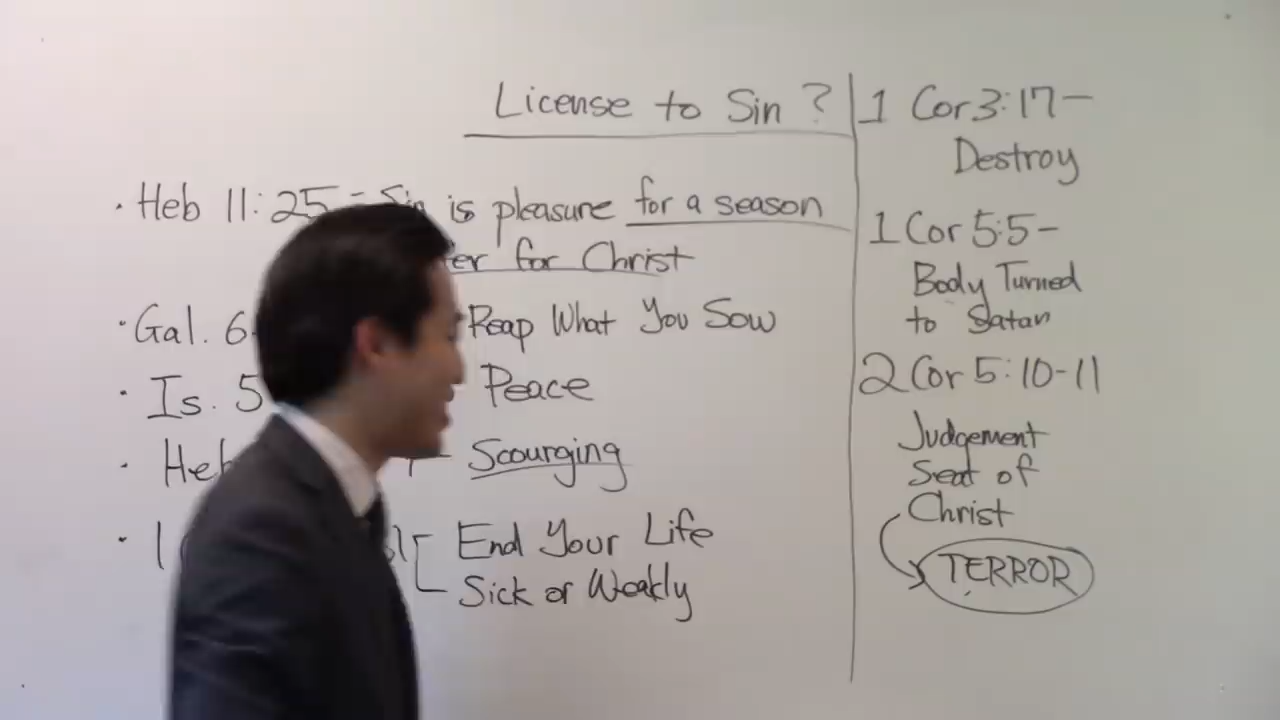 License to Sin ?
· Heb 11:25 - Sin is pleasure for a season
for Christ
· Gal. 6 Reap What You Sow
· Is. 5 Peace
· Heb - Scourging
· 1 End Your Life
Sick or Weakly
1 Cor 3:17 -
Destroy
1 Cor 5:5 -
Body Turned
to Satan
2 Cor 5:10-11
Judgement
Seat of
Christ
TERROR